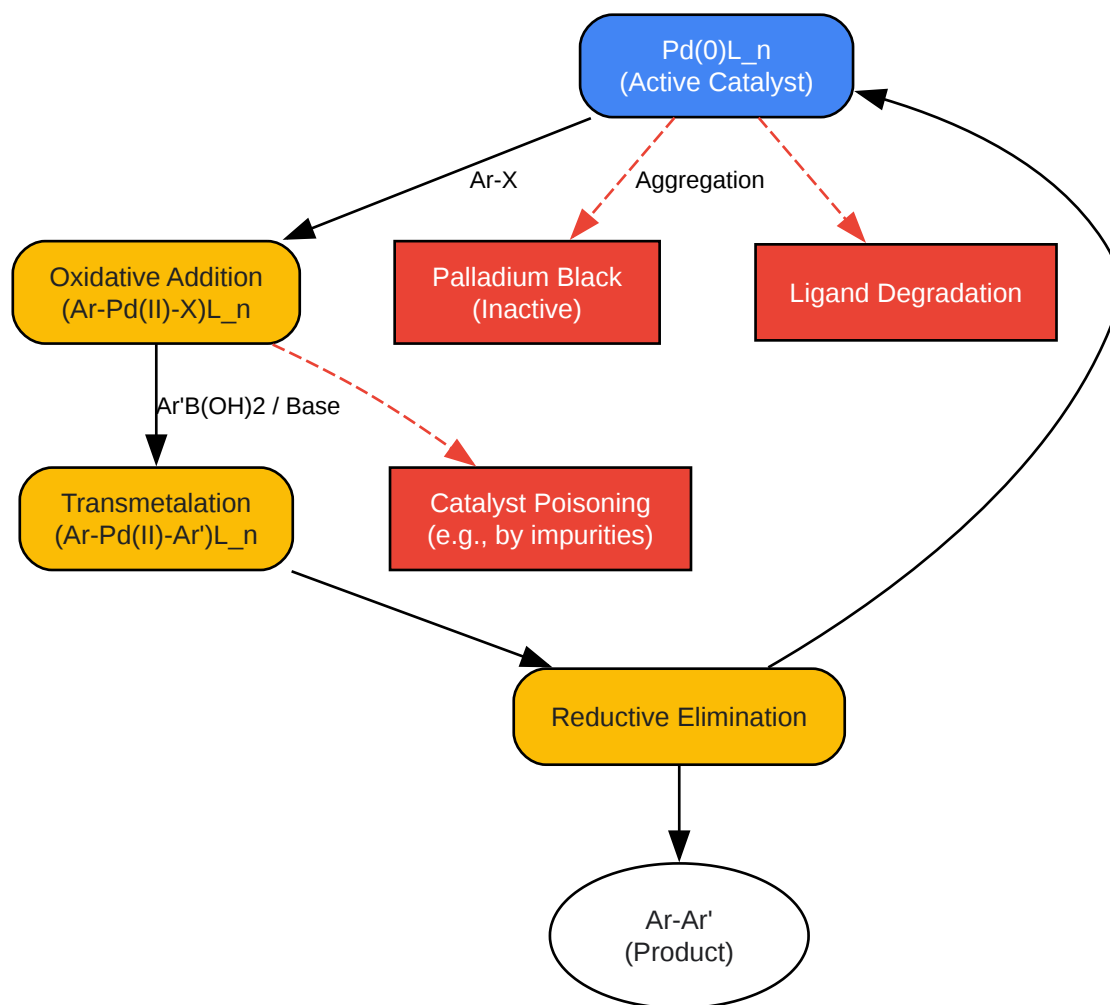 Pd(0)L_n
(Active Catalyst)
Ar-X
Aggregation
Oxidative Addition
(Ar-Pd(II)-X)L_n
Palladium Black
(Inactive)
Ligand Degradation
Ar'B(OH)2 / Base
Transmetalation
(Ar-Pd(II)-Ar')L_n
Catalyst Poisoning
(e.g., by impurities)
Reductive Elimination
Ar-Ar'
(Product)